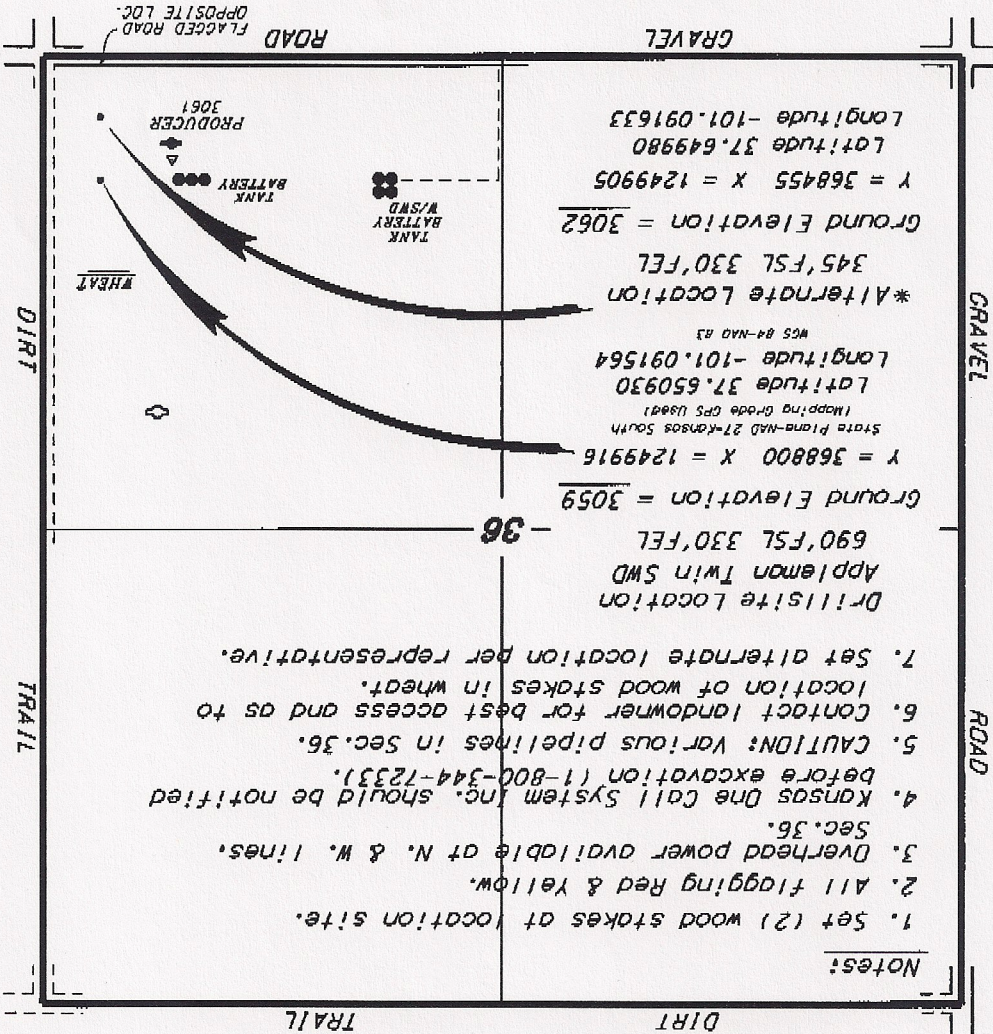 DIRT TRAIL
Notes:
1. Set (2) wood stakes at location site.
2. All flagging Red & Yellow.
3. Overhead power available at N. & W. lines,
Sec.36.
4. Kansas One Call System Inc. should be notified
before excavation (1-800-344-7233).
5. CAUTION: Various pipelines in Sec.36.
6. Contact landowner for best access and as to
location of wood stakes in wheat.
7. Set alternate location per representative.
ROAD
TRAIL
Drillsite Location
Appleman Twin SWD
690'FSL 330'FEL
36
Ground Elevation = 3059
Y = 368800 X = 1249916
State Plane-NAD 27-Kansas South
(Mapping Grade GPS Used)
Latitude 37.650930
Longitude -101.091564
WGS 84-NAD 83
GRAVEL
DIRT
*Alternate Location
345'FSL 330'FEL
Ground Elevation = 3062
Y = 368455 X = 1249905
Latitude 37.649980
Longitude -101.091633
WHEAT
TANK
BATTERY
W/SWD
TANK
BATTERY
PRODUCER
3061
GRAVEL ROAD
FLAGGED ROAD
OPPOSITE LOC.